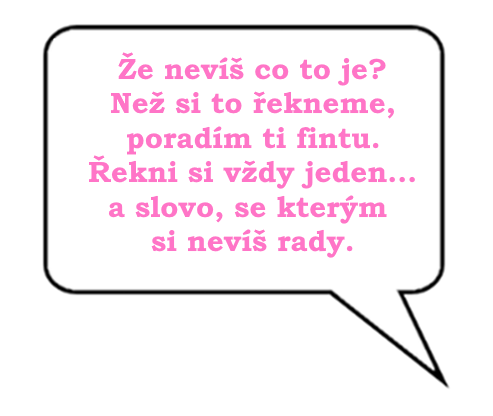 Že nevíš co to je?
Než si to řekneme,
poradím ti fintu.
Řekni si vždy jeden...
a slovo, se kterým
si nevíš rady.